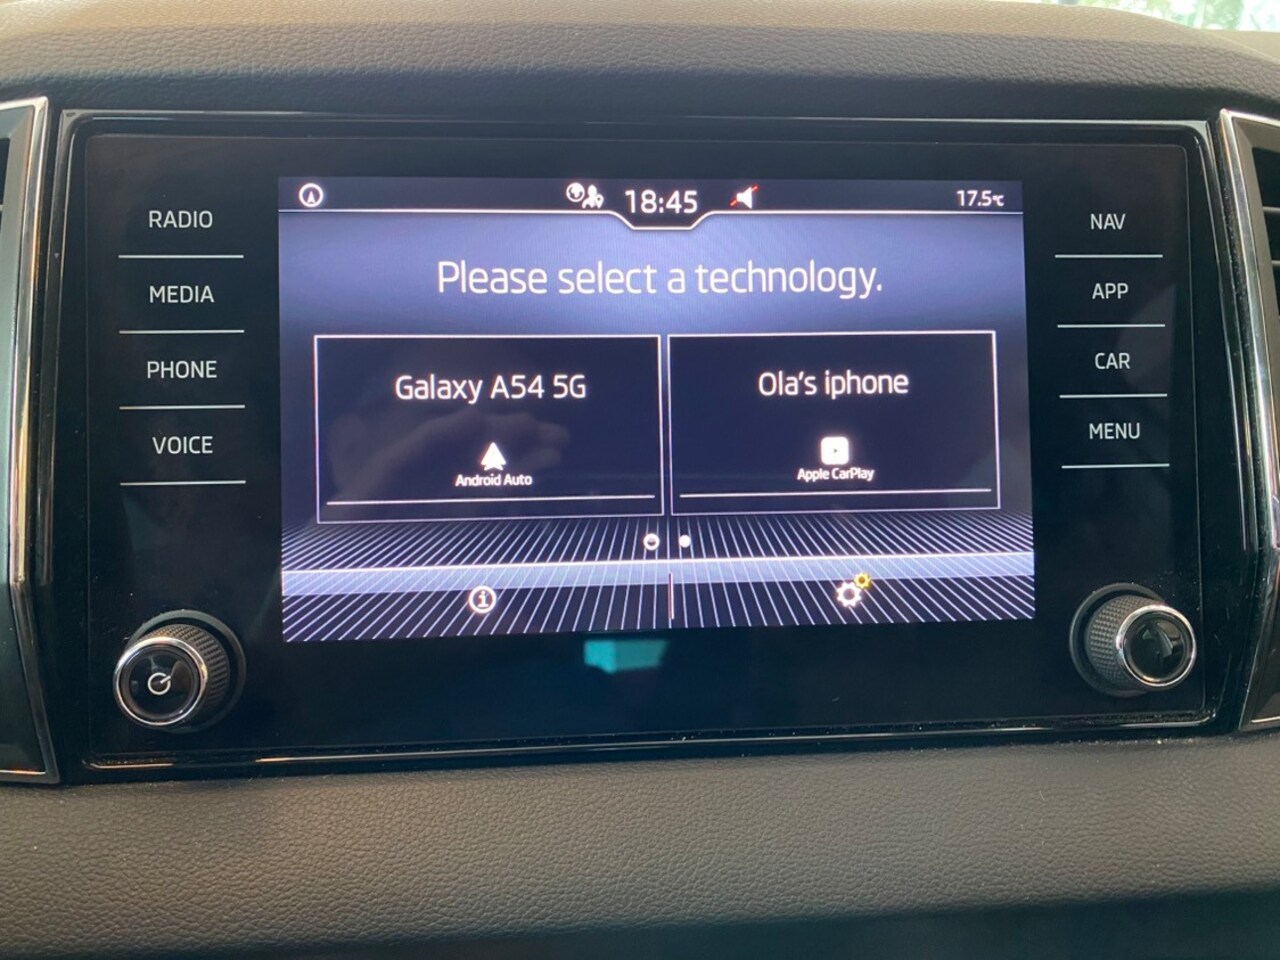 RADIO
MEDIA
PHONE
VOICE
18:45
17.5°C
Please select a technology.
Galaxy A54 5G
Android Auto
Ola's iphone
Apple CarPlay
NAV
APP
CAR
MENU